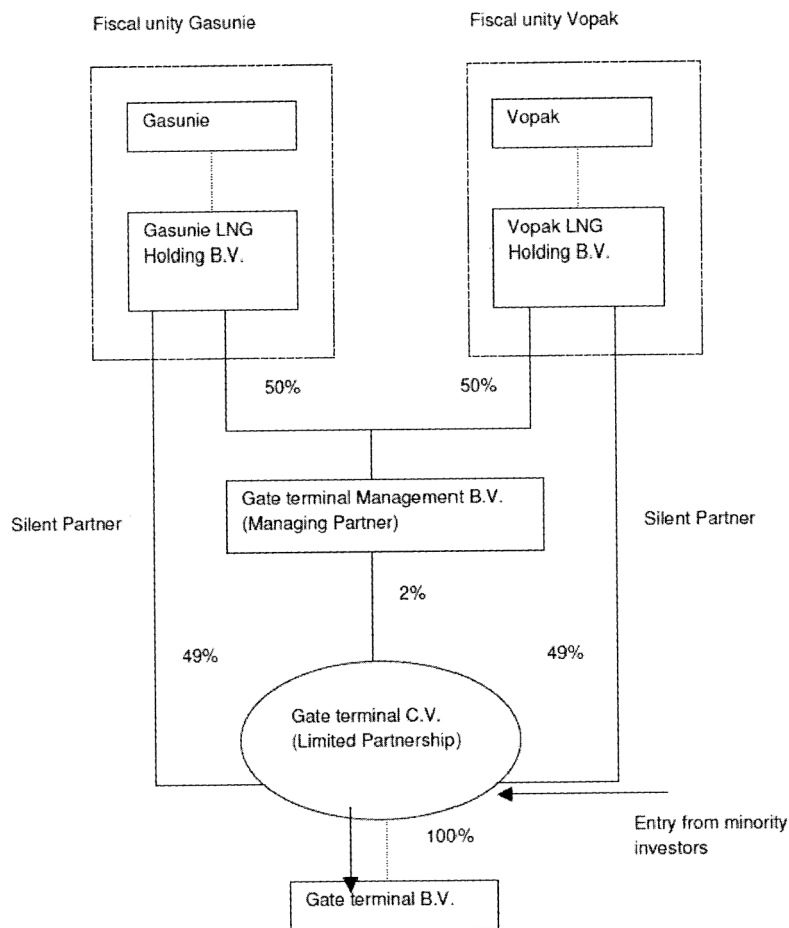 Fiscal unity Gasunie
Fiscal unity Vopak
Gasunie
Vopak
Gasunie LNG
Holding B.V.
Vopak LNG
Holding B.V.
50%
50%
Gate terminal Management B.V.
(Managing Partner)
Silent Partner
Silent Partner
2%
49%
49%
Gate terminal C.V.
(Limited Partnership)
Entry from minority
investors
100%
Gate terminal B.V.